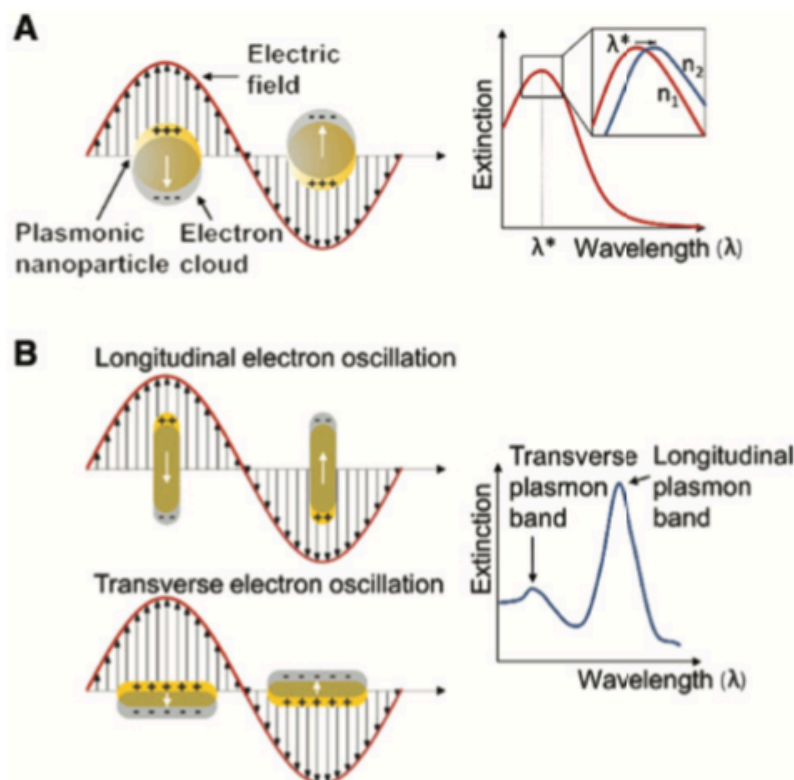 A
Electric
field
Plasmonic
nanoparticle
Electron
cloud
+++
- - -
- - -
+++
Extinction
λ*
n₂
n₁
λ*
Wavelength (λ)
B
Longitudinal electron oscillation
++
- -
- -
++
Transverse electron oscillation
+++++
- - - - -
- - - - -
+++++
Extinction
Transverse
plasmon
band
Longitudinal
plasmon
band
Wavelength (λ)